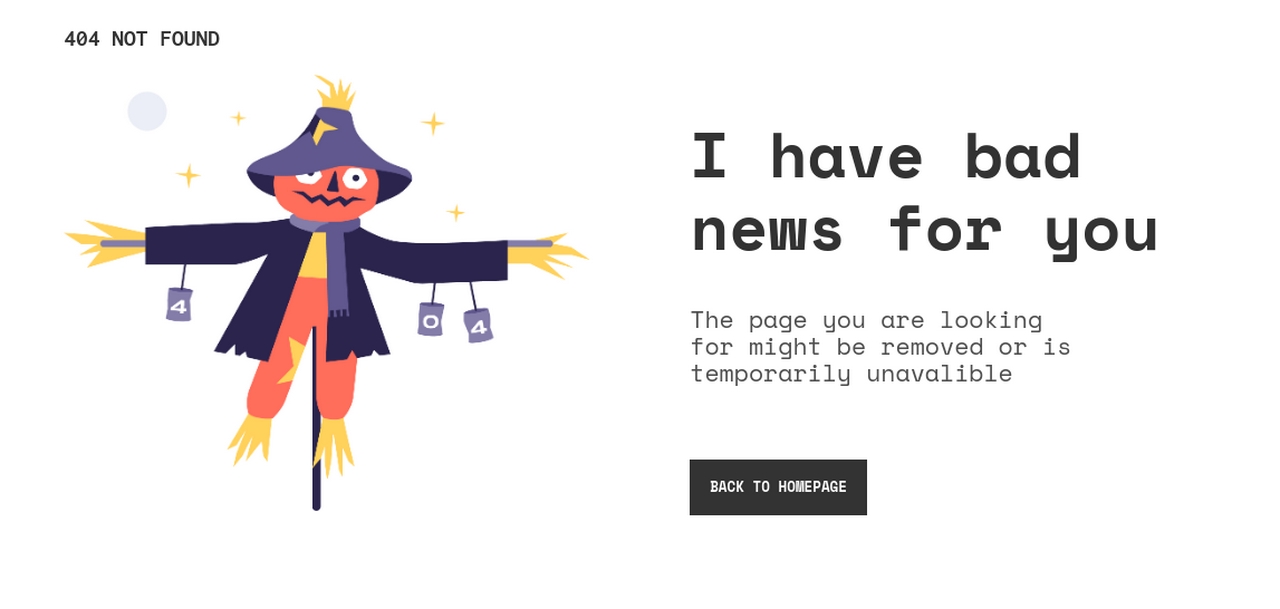 404 NOT FOUND
4
0
4
I have bad
news for you
The page you are looking
for might be removed or is
temporarily unavalible
BACK TO HOMEPAGE